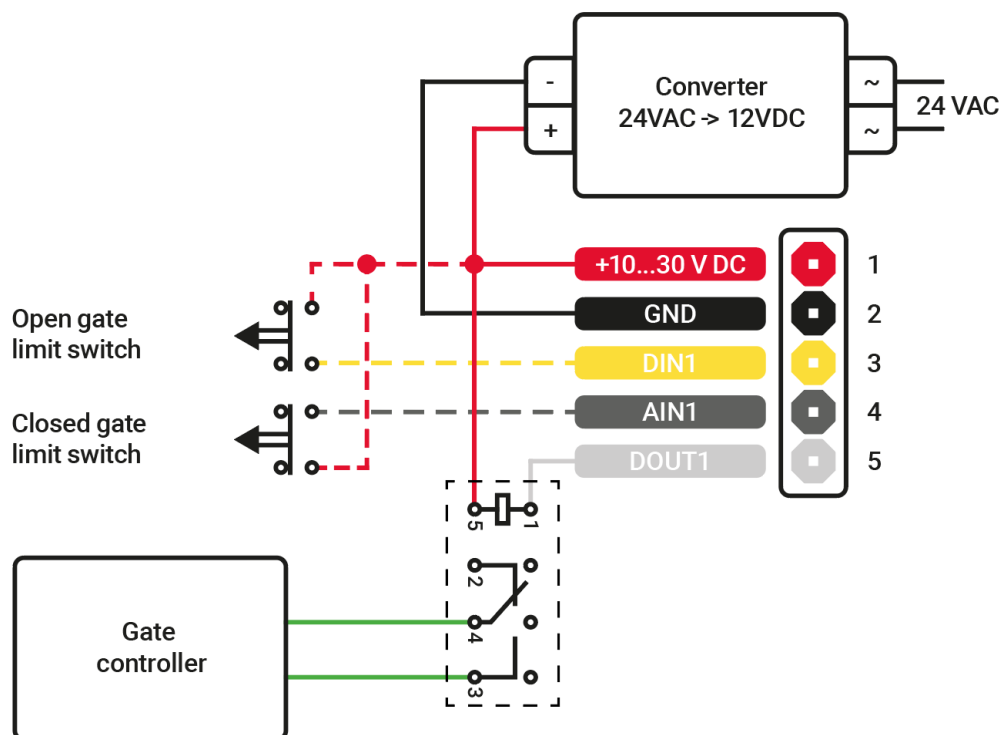 -
+
Converter
24VAC -> 12VDC
~
~
24 VAC
+10...30 V DC
1
GND
2
DIN1
3
AIN1
4
DOUT1
5
Open gate
limit switch
Closed gate
limit switch
5
1
2
4
3
Gate
controller